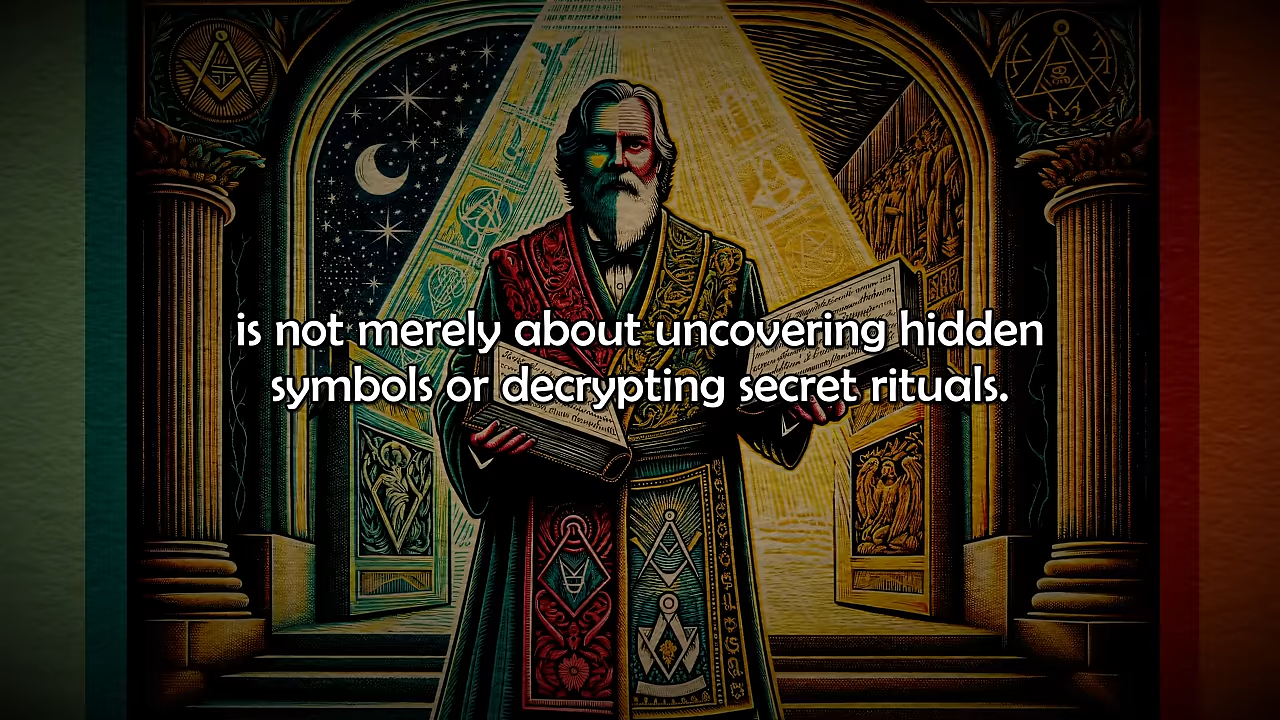 is not merely about uncovering hidden
symbols or decrypting secret rituals.